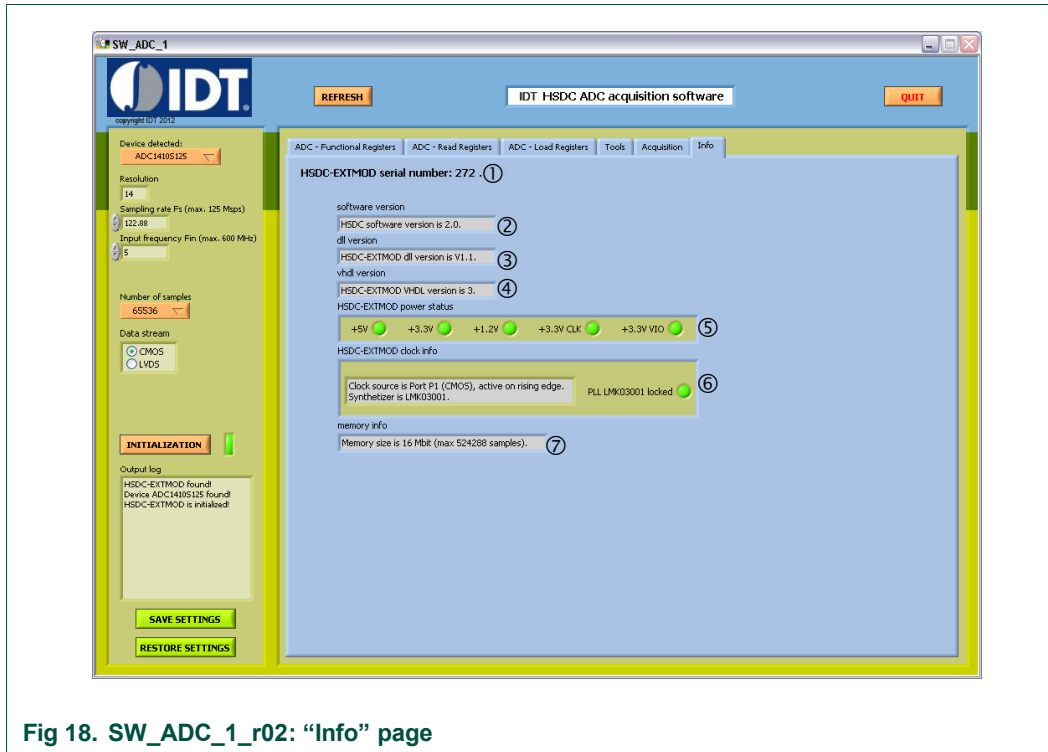 SW_ADC_1
IDT
copyright IDT 2012
REFRESH
IDT HSDC ADC acquisition software
QUIT
Device detected:
ADC1410S125
Resolution
14
Sampling rate Fs (max. 125 Msps)
122.88
Input frequency Fin (max. 600 MHz)
5
Number of samples
65536
Data stream
CMOS
LVDS
INITIALIZATION
Output log
HSDC-EXTMOD found!
Device ADC1410S125 found!
HSDC-EXTMOD is initialized!
SAVE SETTINGS
RESTORE SETTINGS
ADC - Functional Registers ADC - Read Registers ADC - Load Registers Tools Acquisition Info
HSDC-EXTMOD serial number: 272 . ①
software version
HSDC software version is 2.0. ②
dll version
HSDC-EXTMOD dll version is V1.1. ③
vhdl version
HSDC-EXTMOD VHDL version is 3. ④
HSDC-EXTMOD power status
+5V +3.3V +1.2V +3.3V CLK +3.3V VIO ⑤
HSDC-EXTMOD clock info
Clock source is Port P1 (CMOS), active on rising edge.
Synthetizer is LMK03001.
PLL LMK03001 locked ⑥
memory info
Memory size is 16 Mbit (max 524288 samples). ⑦
Fig 18. SW_ADC_1_r02: “Info” page